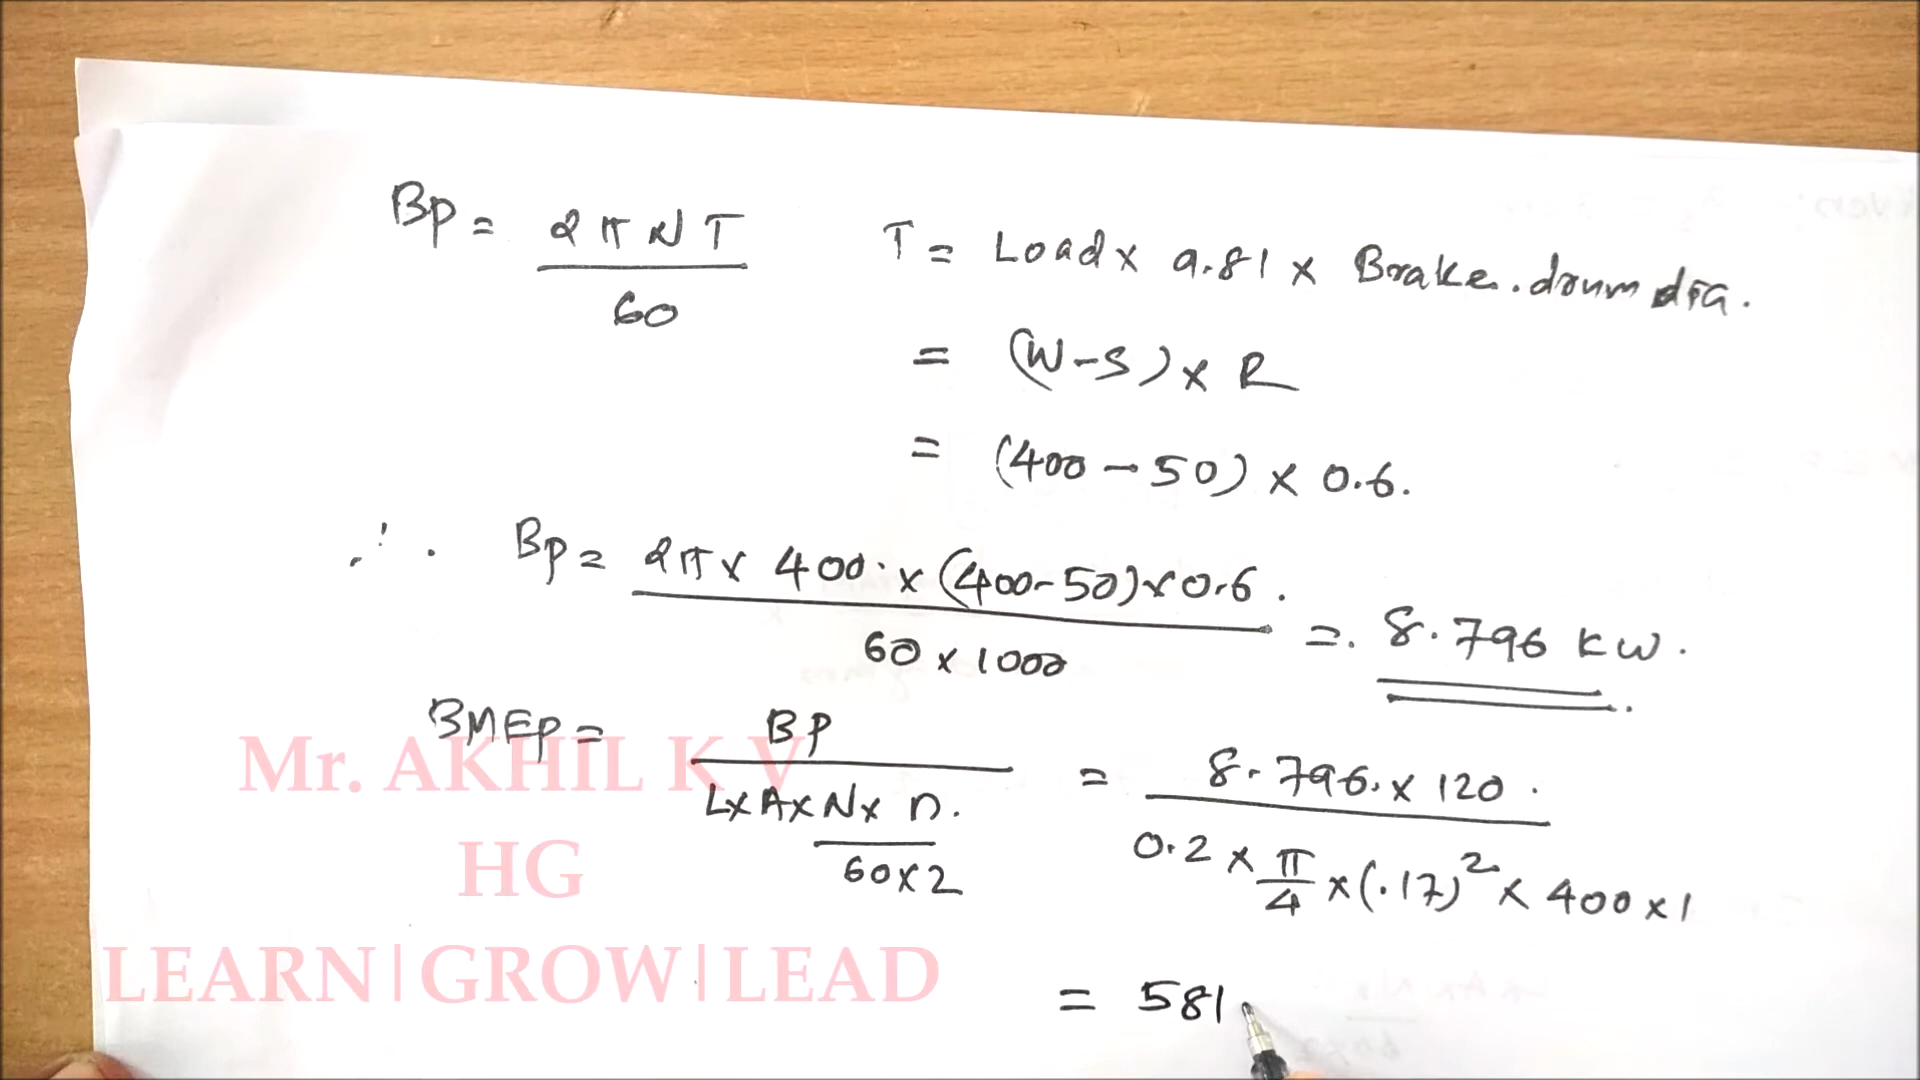 Bp = 2πNT / 60    T = Load x 9.81 x Brake.drum dia.
= (W-S) x R
= (400 - 50) x 0.6.
∴ Bp = 2π x 400. x (400-50) x 0.6. / 60 x 1000 =. 8.796 kW.
BMEP = BP / L x A x N x n. / 60x2 = 8.796. x 120. / 0.2 x π/4 x (.17)² x 400 x 1
= 581
Mr. AKHIL K V
HG
LEARN|GROW|LEAD